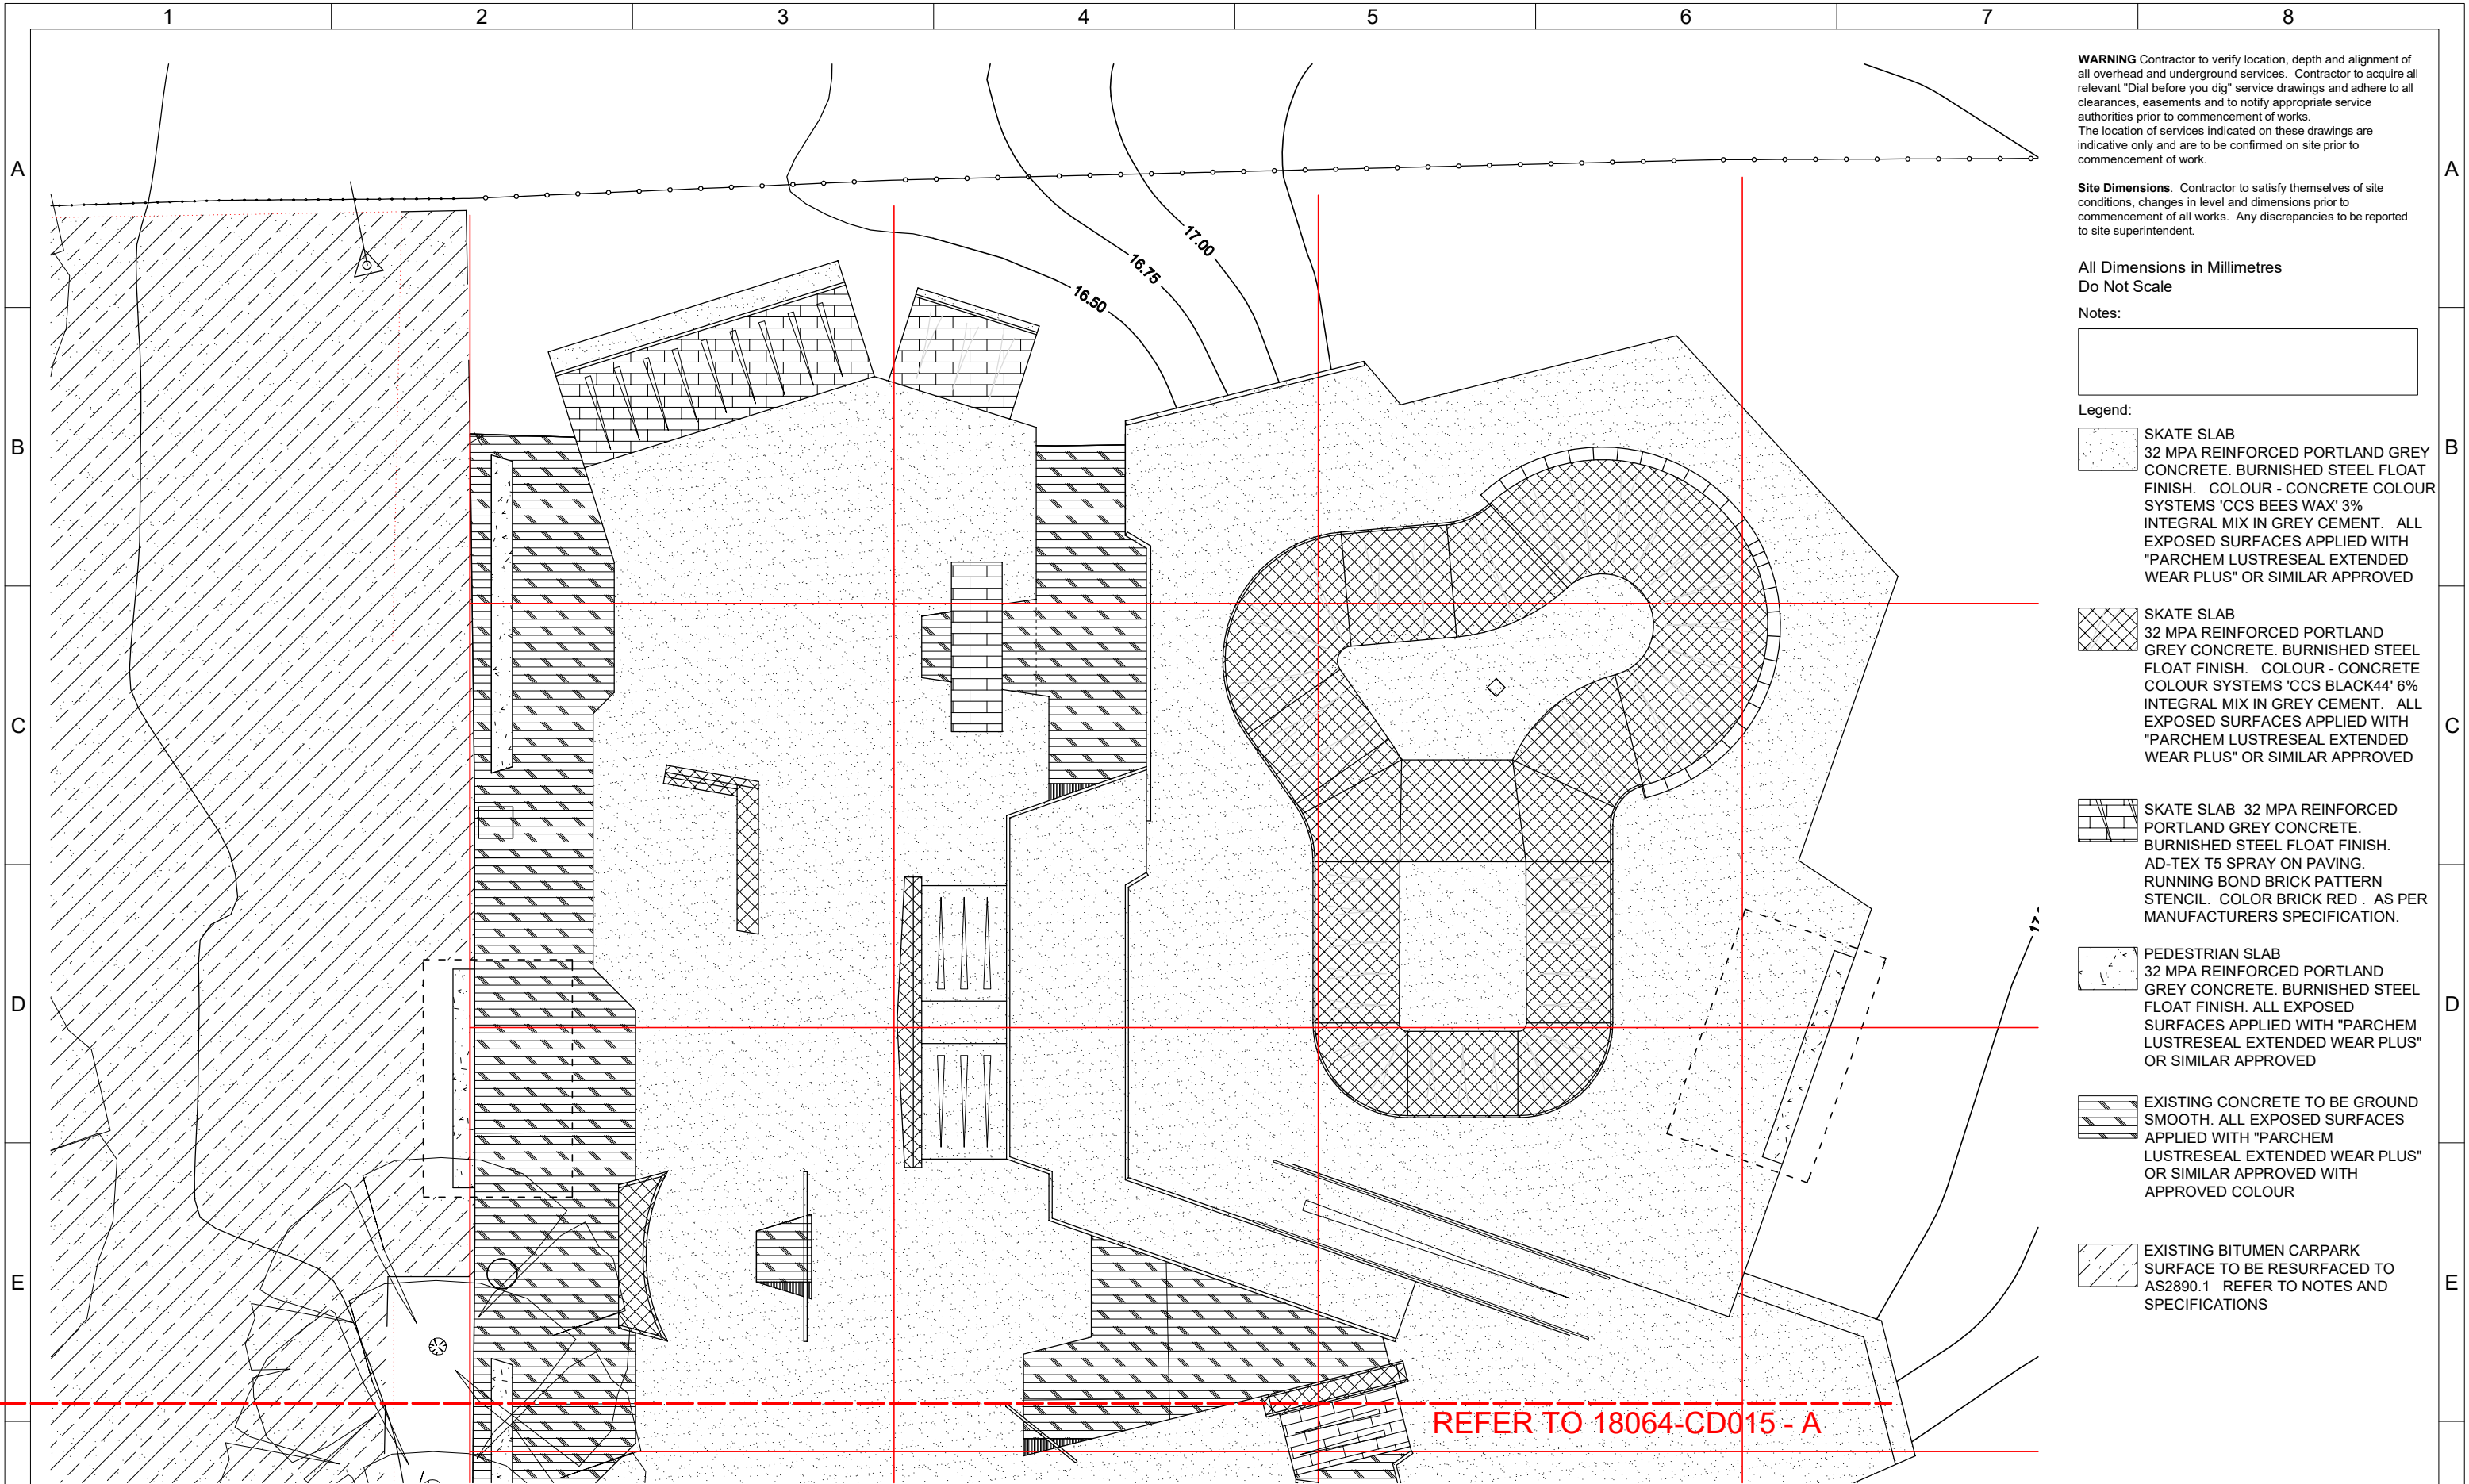 1 2 3 4 5 6 7 8
A A
B B
C C
D D
E E
WARNING Contractor to verify location, depth and alignment of
all overhead and underground services. Contractor to acquire all
relevant "Dial before you dig" service drawings and adhere to all
clearances, easements and to notify appropriate service
authorities prior to commencement of works.
The location of services indicated on these drawings are
indicative only and are to be confirmed on site prior to
commencement of work.
Site Dimensions. Contractor to satisfy themselves of site
conditions, changes in level and dimensions prior to
commencement of all works. Any discrepancies to be reported
to site superintendent.
All Dimensions in Millimetres
Do Not Scale
Notes:
Legend:
SKATE SLAB
32 MPA REINFORCED PORTLAND GREY
CONCRETE. BURNISHED STEEL FLOAT
FINISH. COLOUR - CONCRETE COLOUR
SYSTEMS 'CCS BEES WAX' 3%
INTEGRAL MIX IN GREY CEMENT. ALL
EXPOSED SURFACES APPLIED WITH
"PARCHEM LUSTRESEAL EXTENDED
WEAR PLUS" OR SIMILAR APPROVED
SKATE SLAB
32 MPA REINFORCED PORTLAND
GREY CONCRETE. BURNISHED STEEL
FLOAT FINISH. COLOUR - CONCRETE
COLOUR SYSTEMS 'CCS BLACK44' 6%
INTEGRAL MIX IN GREY CEMENT. ALL
EXPOSED SURFACES APPLIED WITH
"PARCHEM LUSTRESEAL EXTENDED
WEAR PLUS" OR SIMILAR APPROVED
SKATE SLAB 32 MPA REINFORCED
PORTLAND GREY CONCRETE.
BURNISHED STEEL FLOAT FINISH.
AD-TEX T5 SPRAY ON PAVING.
RUNNING BOND BRICK PATTERN
STENCIL. COLOR BRICK RED . AS PER
MANUFACTURERS SPECIFICATION.
PEDESTRIAN SLAB
32 MPA REINFORCED PORTLAND
GREY CONCRETE. BURNISHED STEEL
FLOAT FINISH. ALL EXPOSED
SURFACES APPLIED WITH "PARCHEM
LUSTRESEAL EXTENDED WEAR PLUS"
OR SIMILAR APPROVED
EXISTING CONCRETE TO BE GROUND
SMOOTH. ALL EXPOSED SURFACES
APPLIED WITH "PARCHEM
LUSTRESEAL EXTENDED WEAR PLUS"
OR SIMILAR APPROVED WITH
APPROVED COLOUR
EXISTING BITUMEN CARPARK
SURFACE TO BE RESURFACED TO
AS2890.1 REFER TO NOTES AND
SPECIFICATIONS
17.00
16.75
16.50
REFER TO 18064-CD015 - A